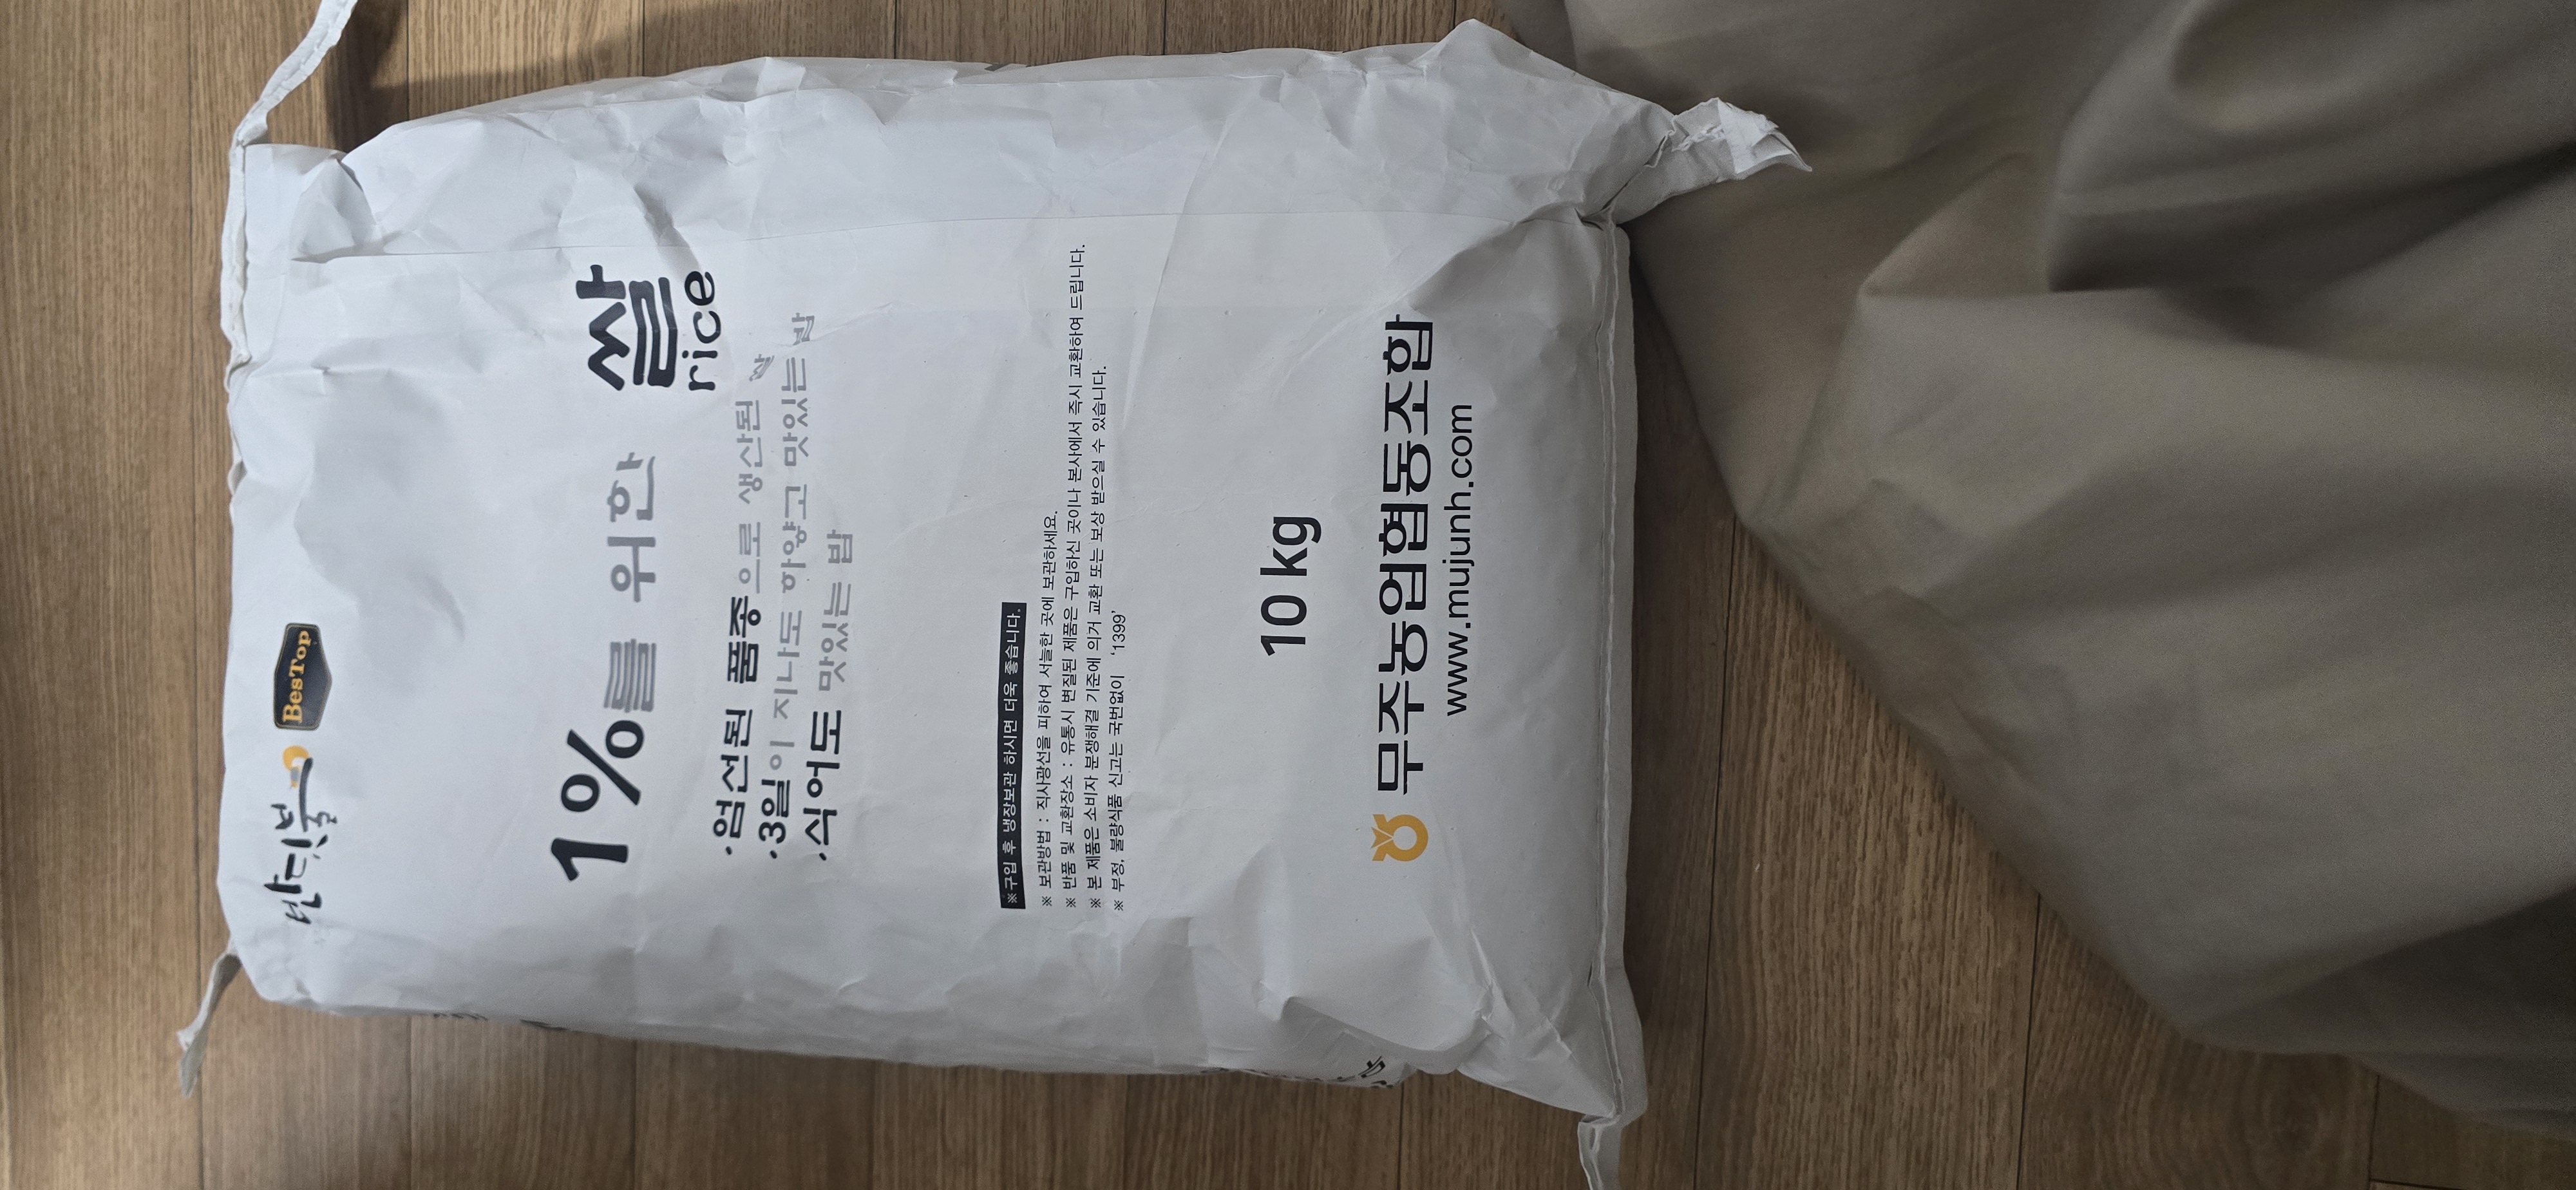 반딧불 BesTop
1%를 위한 쌀
rice
·엄선된 품종으로 생산된 쌀
·3일이 지나도 하얗고 맛있는 밥
·식어도 맛있는 밥
※구입 후 냉장보관 하시면 더욱 좋습니다.
※ 보관방법 : 직사광선을 피하여 서늘한 곳에 보관하세요.
※ 반품 및 교환장소 : 유통시 변질된 제품은 구입하신 곳이나 본사에서 즉시 교환하여 드립니다.
※ 본 제품은 소비자 분쟁해결 기준에 의거 교환 또는 보상 받으실 수 있습니다.
※ 부정, 불량식품 신고는 국번없이 '1399'
10 kg
무주농업협동조합
www.mujunh.com